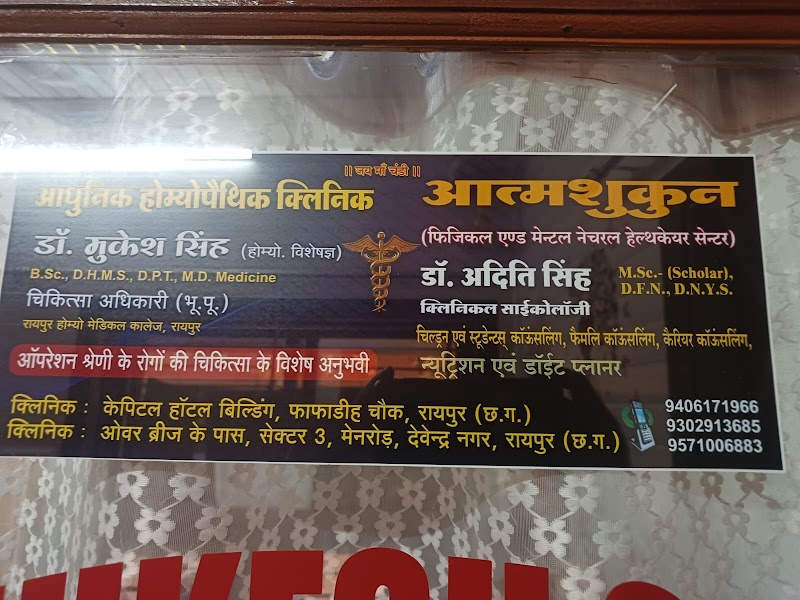 || जय माँ चंडी ||
आधुनिक होम्योपैथिक क्लिनिक
डॉ. मुकेश सिंह (होम्यो. विशेषज्ञ)
B.Sc., D.H.M.S., D.P.T., M.D. Medicine
चिकित्सा अधिकारी (भू.पू.)
रायपुर होम्यो मेडिकल कालेज, रायपुर
ऑपरेशन श्रेणी के रोगों की चिकित्सा के विशेष अनुभवी
आत्मशुकुन
(फिजिकल एण्ड मेन्टल नेचरल हेल्थकेयर सेन्टर)
डॉ. अदिति सिंह M.Sc.- (Scholar),
D.F.N., D.N.Y.S.
क्लिनिकल साईकोलॉजी
चिल्ड्रन एवं स्टूडेन्टस् कॉऊंसलिंग, फैमलि कॉऊंसलिंग, कैरियर कॉऊंसलिंग,
न्यूट्रिशन एवं डॉईट प्लानर
क्लिनिक : केपिटल हॉटल बिल्डिंग, फाफाडीह चौक, रायपुर (छ.ग.)
क्लिनिक : ओवर ब्रीज के पास, सेक्टर 3, मेनरोड़, देवेन्द्र नगर, रायपुर (छ.ग.)
9406171966
9302913685
9571006883